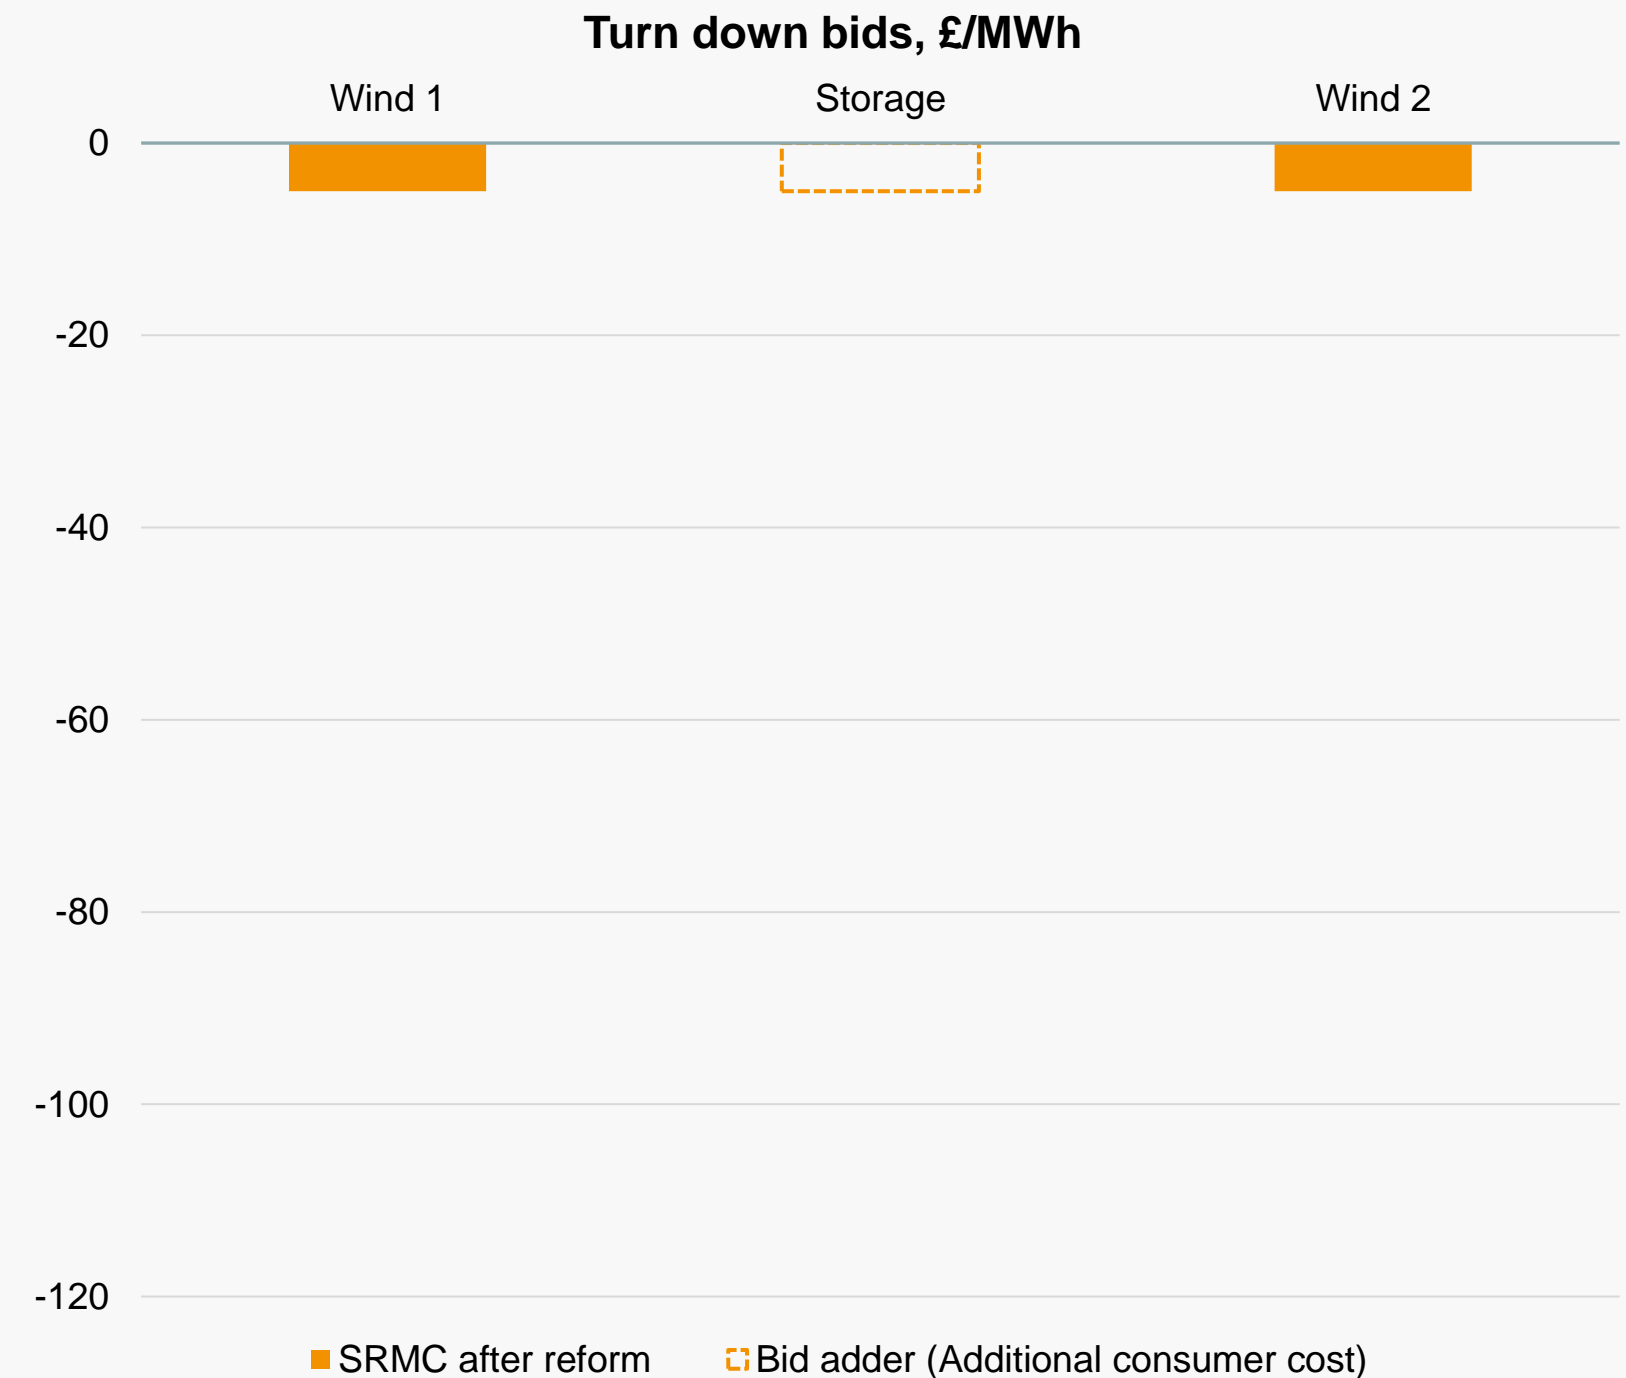 Turn down bids, £/MWh
Wind 1 Storage Wind 2
0
-20
-40
-60
-80
-100
-120
SRMC after reform Bid adder (Additional consumer cost)